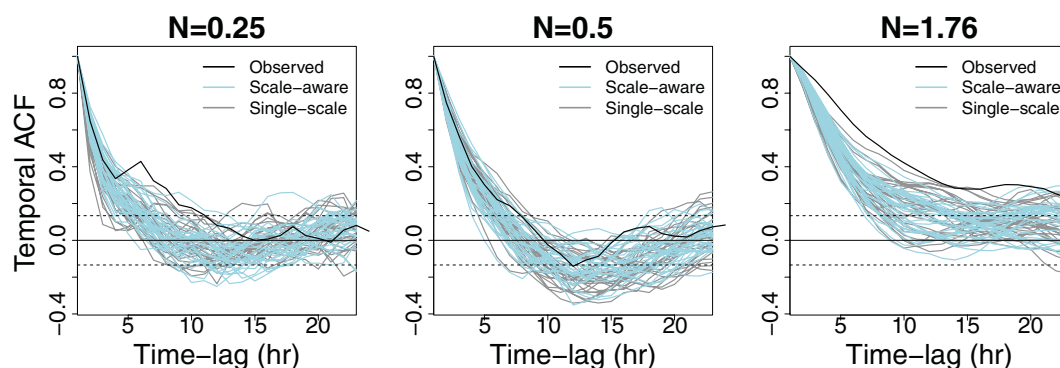 N=0.25
N=0.5
N=1.76
Temporal ACF
0.8
0.4
0.0
−0.4
Observed
Scale−aware
Single−scale
5
10
15
20
Time−lag (hr)
0.8
0.4
0.0
−0.4
Observed
Scale−aware
Single−scale
5
10
15
20
Time−lag (hr)
0.8
0.4
0.0
−0.4
Observed
Scale−aware
Single−scale
5
10
15
20
Time−lag (hr)